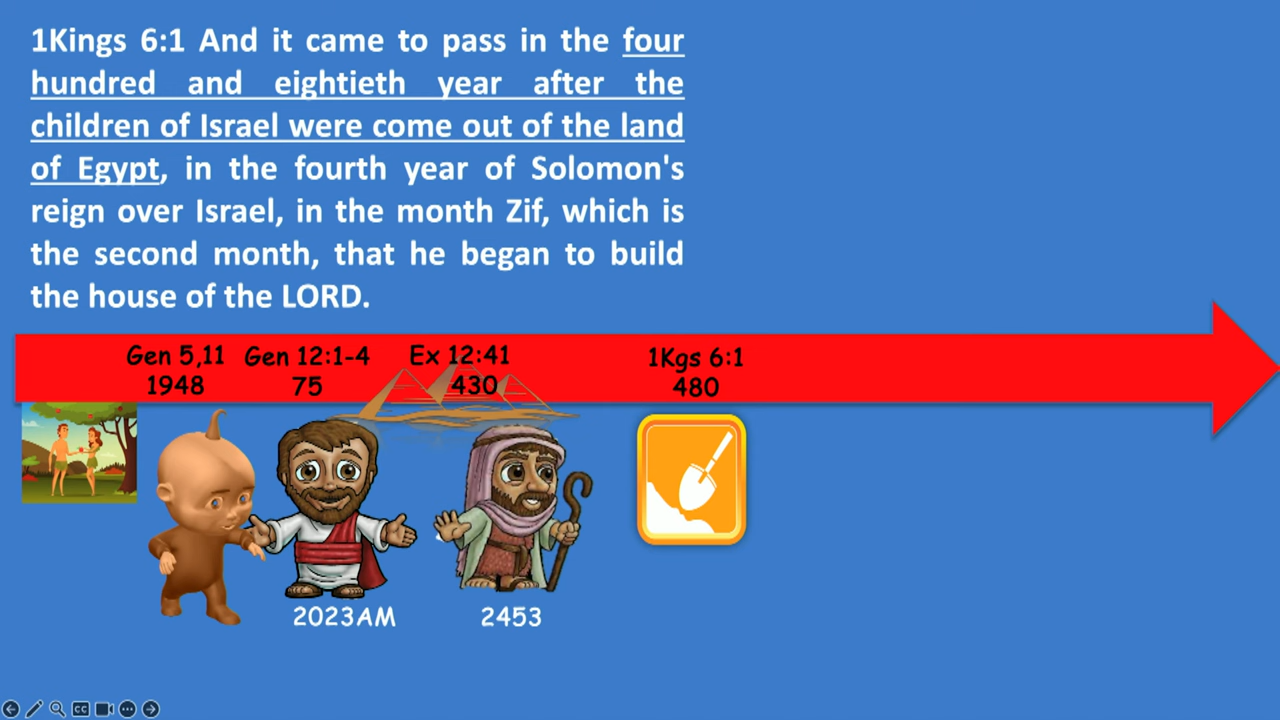 1Kings 6:1 And it came to pass in the four
hundred and eightieth year after the
children of Israel were come out of the land
of Egypt, in the fourth year of Solomon's
reign over Israel, in the month Zif, which is
the second month, that he began to build
the house of the LORD.
Gen 5,11 Gen 12:1-4 Ex 12:41 1Kgs 6:1
1948 75 430 480
2023AM 2453
CC